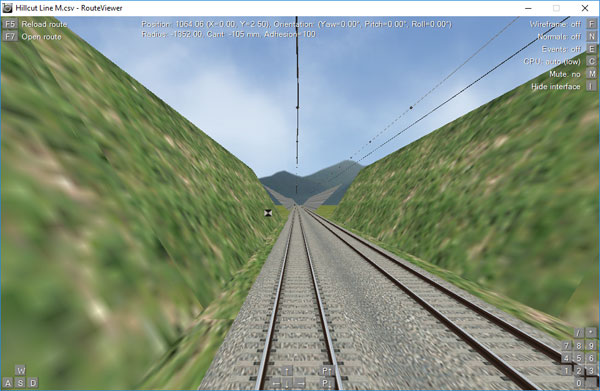 Hillcut Line M.csv - RouteViewer
F5 Reload route
F7 Open route
Position: 1064.06 (X=0.00, Y=2.50), Orientation: (Yaw=0.00°, Pitch=0.00°, Roll=0.00°)
Radius: -1352.00 Cant: -105 mm, Adhesion=100
Wireframe: off F
Normals: off N
Events: off E
CPU: auto (low) C
Mute: no M
Hide interface I
W
A S D
↑ P↑
← ↓ → P↓
/ *
7 8 9
4 5 6
1 2 3
0